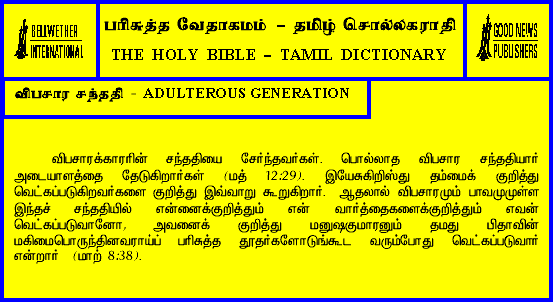 BELLWETHER
INTERNATIONAL
பரிசுத்த வேதாகமம் – தமிழ் சொல்லகராதி
THE HOLY BIBLE – TAMIL DICTIONARY
GOOD NEWS
PUBLISHERS
விபசார சந்ததி - ADULTEROUS GENERATION
விபசாரக்காரரின் சந்ததியை சேர்ந்தவர்கள். பொல்லாத விபசார சந்ததியார்
அடையாளத்தை தேடுகிறார்கள் (மத் 12:29). இயேசுகிறிஸ்து தம்மைக் குறித்து
வெட்கப்படுகிறவர்களை குறித்து இவ்வாறு கூறுகிறார். ஆதலால் விபசாரமும் பாவமுமுள்ள
இந்தச் சந்ததியில் என்னைக்குறித்தும் என் வார்த்தைகளைக்குறித்தும் எவன்
வெட்கப்படுவானோ, அவனைக் குறித்து மனுஷகுமாரனும் தமது பிதாவின்
மகிமைபொருந்தினவராய்ப் பரிசுத்த தூதர்களோடுங்கூட வரும்போது வெட்கப்படுவார்
என்றார் (மாற் 8:38).